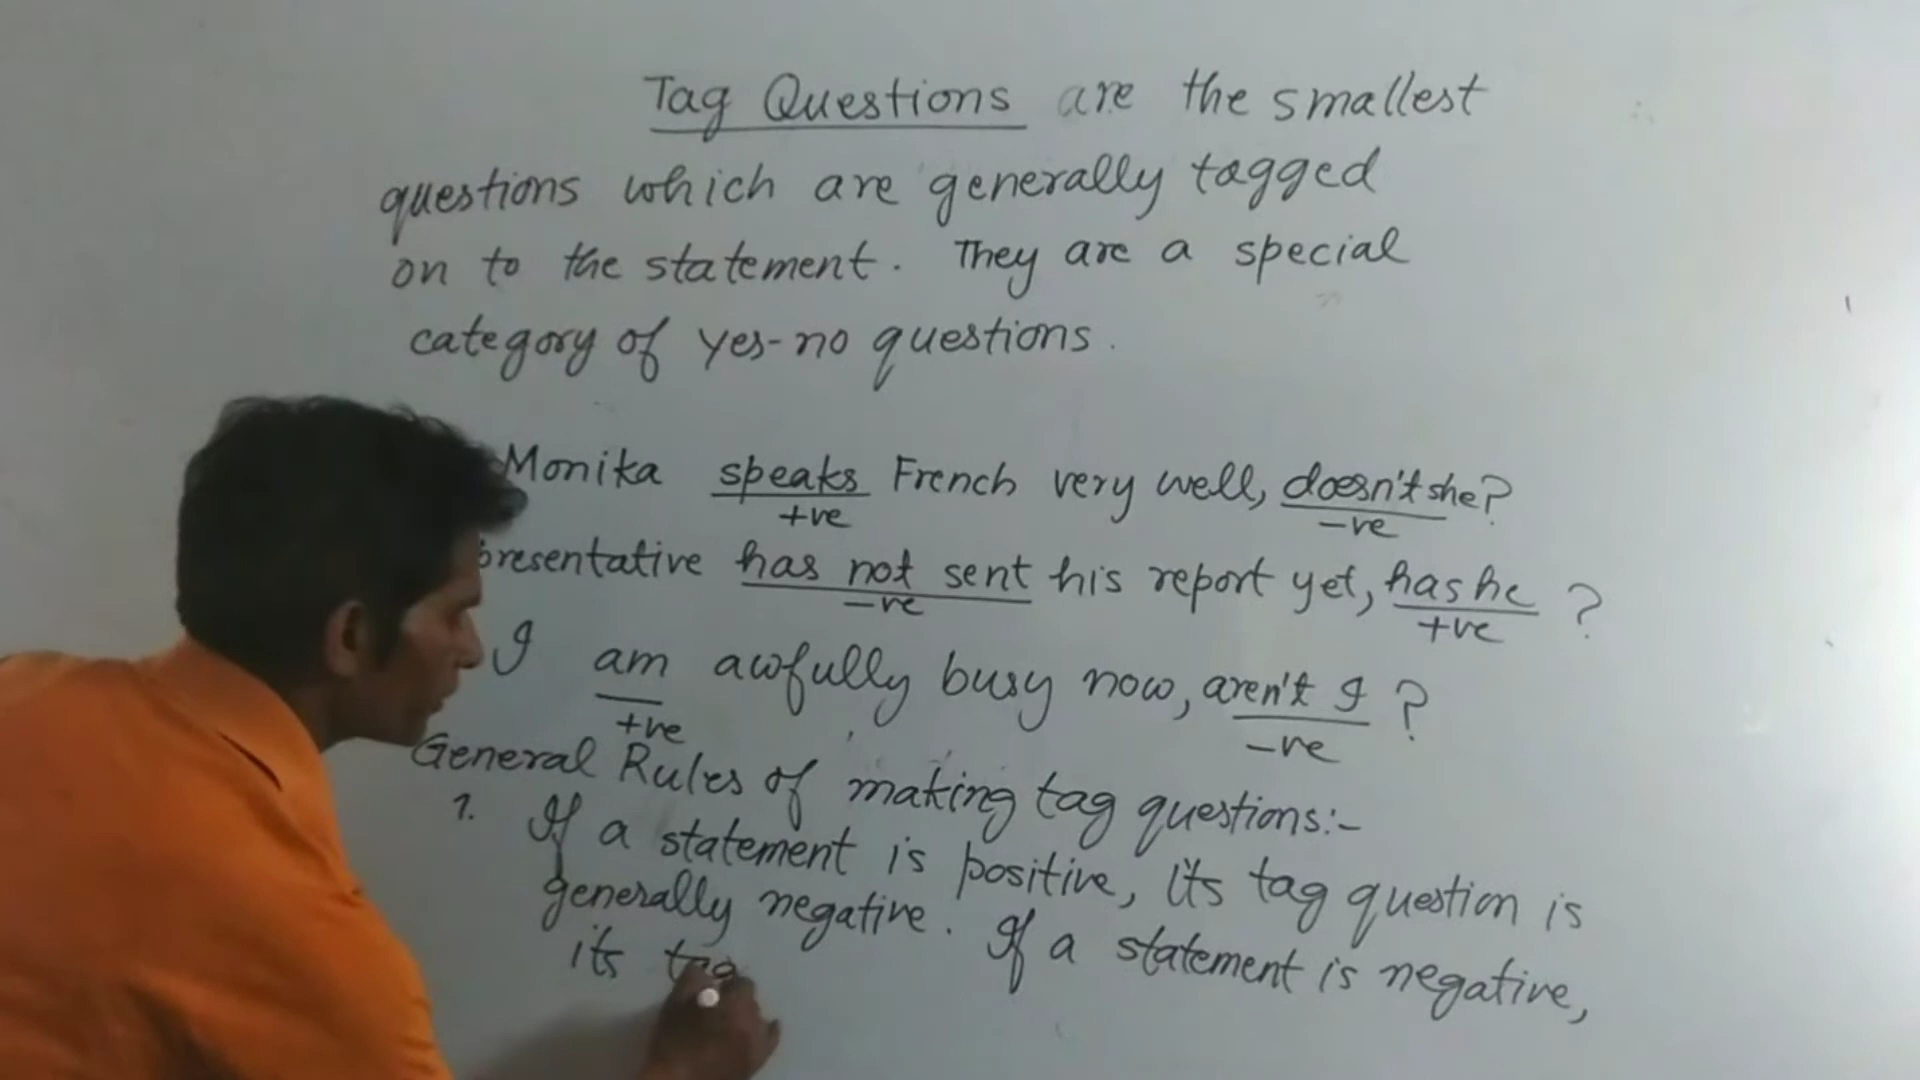 Tag Questions are the smallest
questions which are generally tagged
on to the statement. They are a special
category of yes-no questions.
Monika speaks French very well, doesn't she?
+ve -ve
presentative has not sent his report yet, has he ?
-ve +ve
I am awfully busy now, aren't I ?
+ve -ve
General Rules of making tag questions:-
1. If a statement is positive, its tag question is
generally negative. If a statement is negative,
its tag